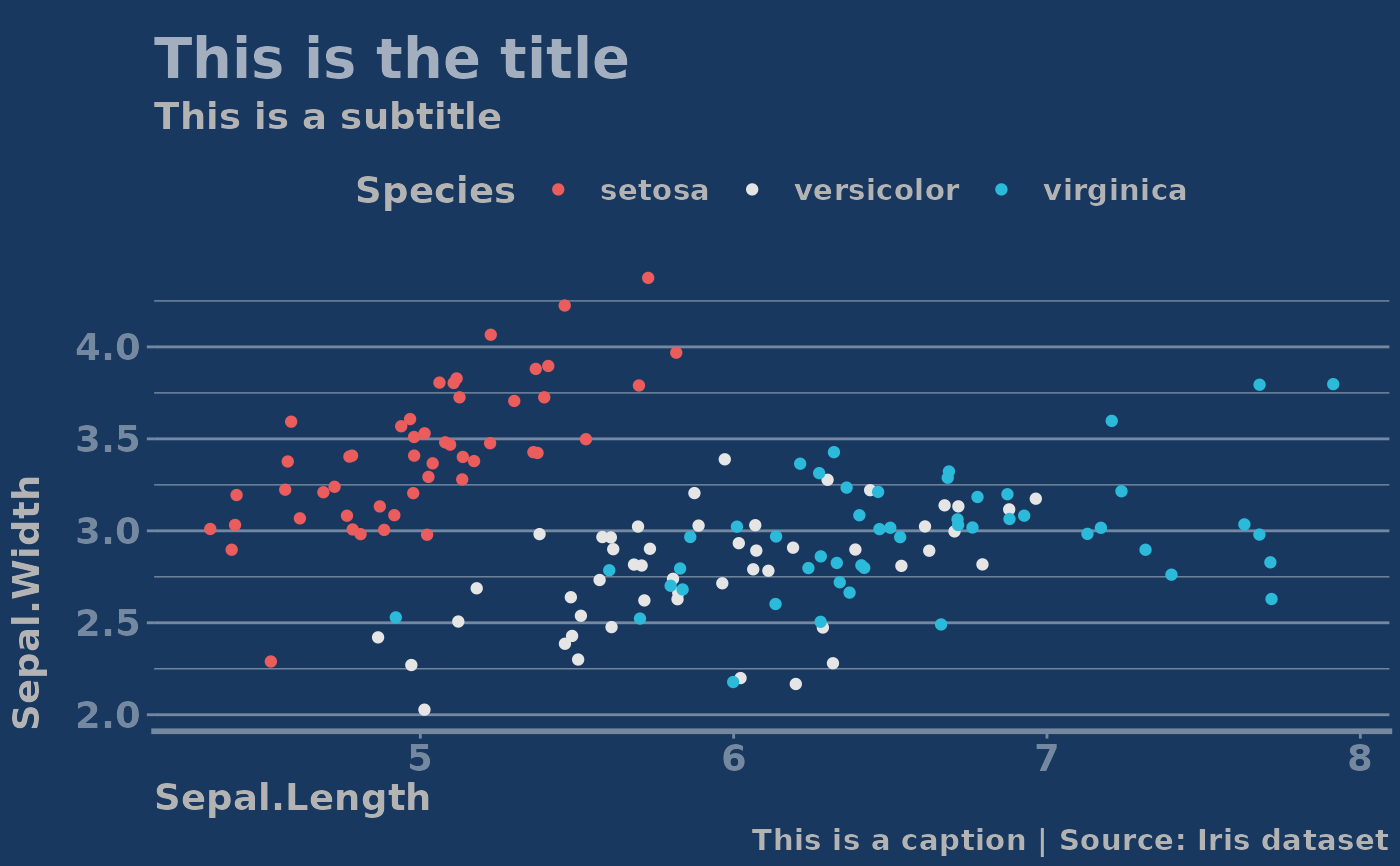 This is the title
This is a subtitle
Species setosa versicolor virginica
4.0
3.5
3.0
2.5
2.0
Sepal.Width
5 6 7 8
Sepal.Length
This is a caption | Source: Iris dataset